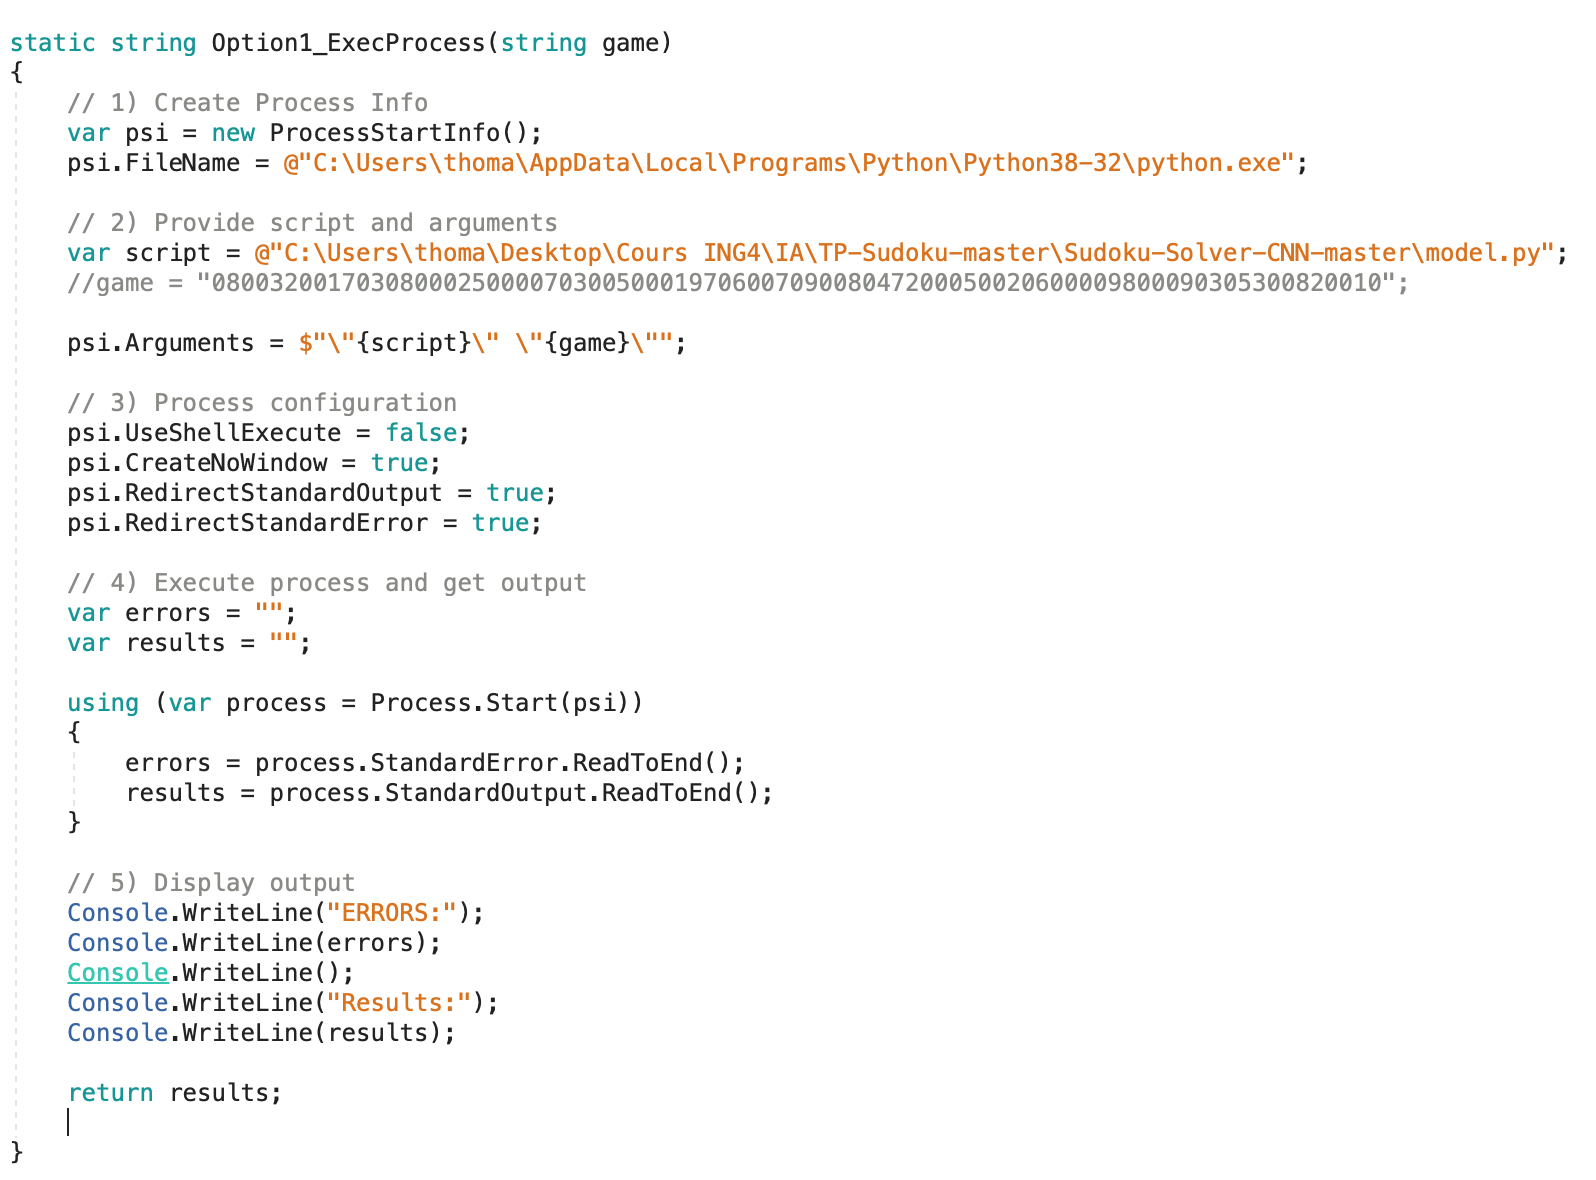 static string Option1_ExecProcess(string game)
{
// 1) Create Process Info
var psi = new ProcessStartInfo();
psi.FileName = @"C:\Users\thoma\AppData\Local\Programs\Python\Python38-32\python.exe";
// 2) Provide script and arguments
var script = @"C:\Users\thoma\Desktop\Cours ING4\IA\TP-Sudoku-master\Sudoku-Solver-CNN-master\model.py";
//game = "080032001703080002500007030050001970600709008047200050020600009800090305300820010";
psi.Arguments = $"\"{script}\" \"{game}\"";
// 3) Process configuration
psi.UseShellExecute = false;
psi.CreateNoWindow = true;
psi.RedirectStandardOutput = true;
psi.RedirectStandardError = true;
// 4) Execute process and get output
var errors = "";
var results = "";
using (var process = Process.Start(psi))
{
errors = process.StandardError.ReadToEnd();
results = process.StandardOutput.ReadToEnd();
}
// 5) Display output
Console.WriteLine("ERRORS:");
Console.WriteLine(errors);
Console.WriteLine();
Console.WriteLine("Results:");
Console.WriteLine(results);
return results;
}